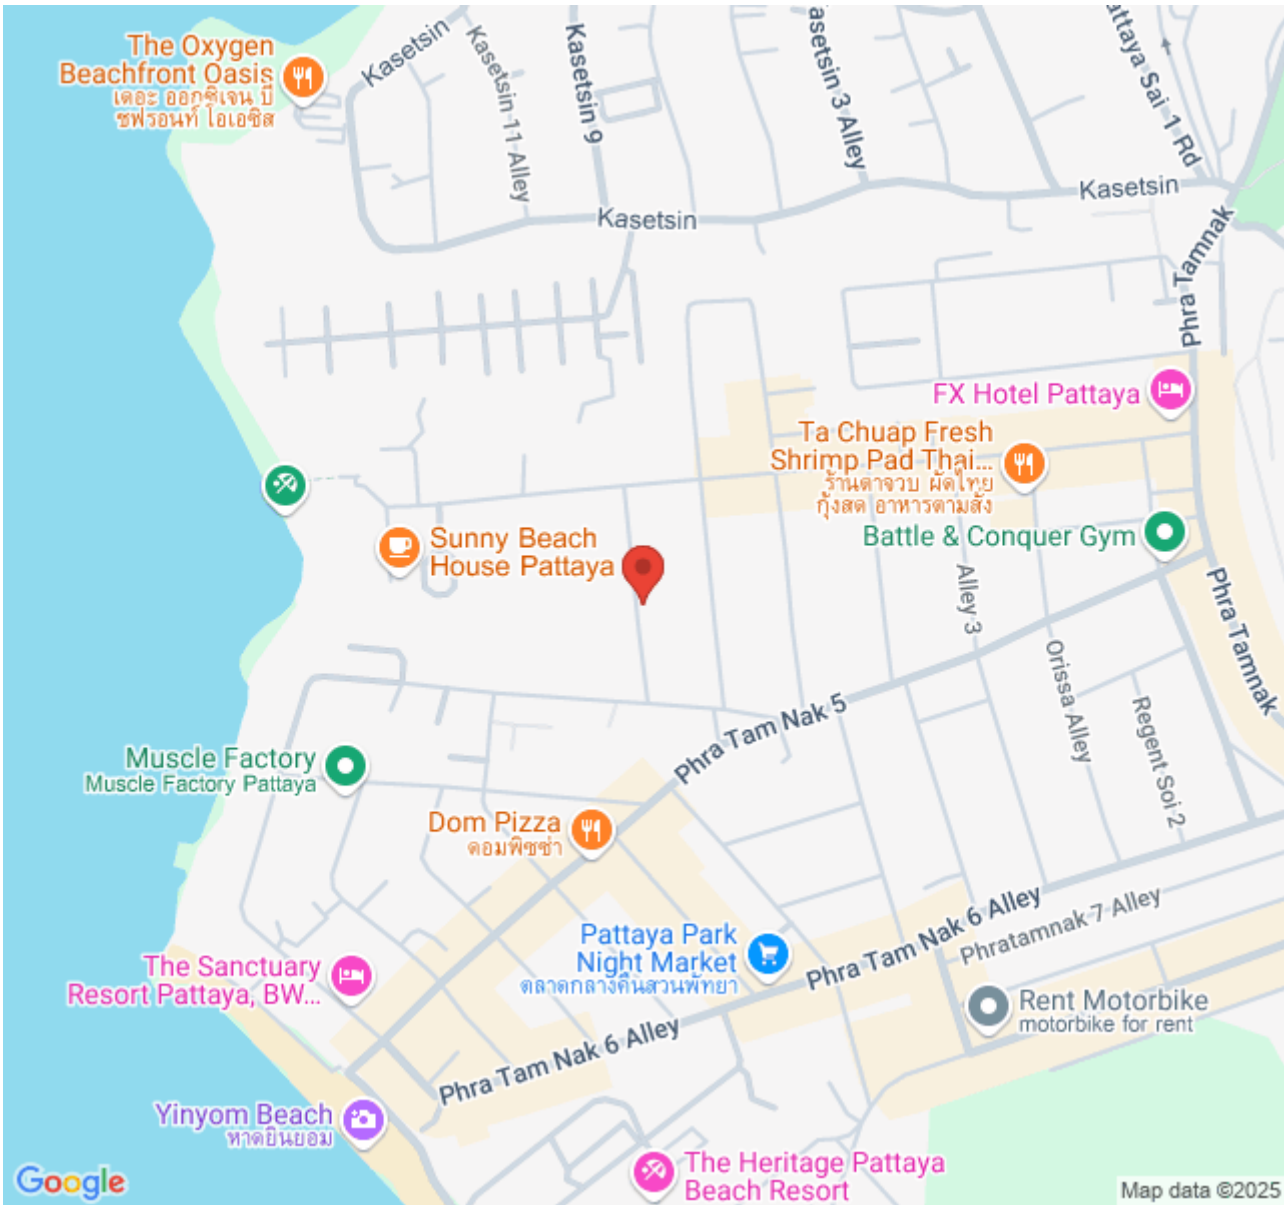 The Oxygen
Beachfront Oasis
เดอะ ออกซิเจน บี
ชฟรอนท์ โอเอซิส
Kasetsin
Kasetsin 11 Alley
Kasetsin 9
asetsin 3 Alley
attaya Sai 1 Rd
Kasetsin
Kasetsin
Phra Tamnak
FX Hotel Pattaya
Ta Chuap Fresh
Shrimp Pad Thai...
ร้านตาจวบ ผัดไทย
กุ้งสด อาหารตามสั่ง
Battle & Conquer Gym
Sunny Beach
House Pattaya
Alley 3
Phra Tamnak
Orissa Alley
Regent Soi 2
Phra Tam Nak 5
Muscle Factory
Muscle Factory Pattaya
Dom Pizza
ดอมพิซซ่า
Pattaya Park
Night Market
ตลาดกลางคืนสวนพัทยา
Phra Tam Nak 6 Alley
Phratamnak 7 Alley
The Sanctuary
Resort Pattaya, BW...
Rent Motorbike
motorbike for rent
Phra Tam Nak 6 Alley
Yinyom Beach
หาดยินยอม
The Heritage Pattaya
Beach Resort
Google
Map data ©2025